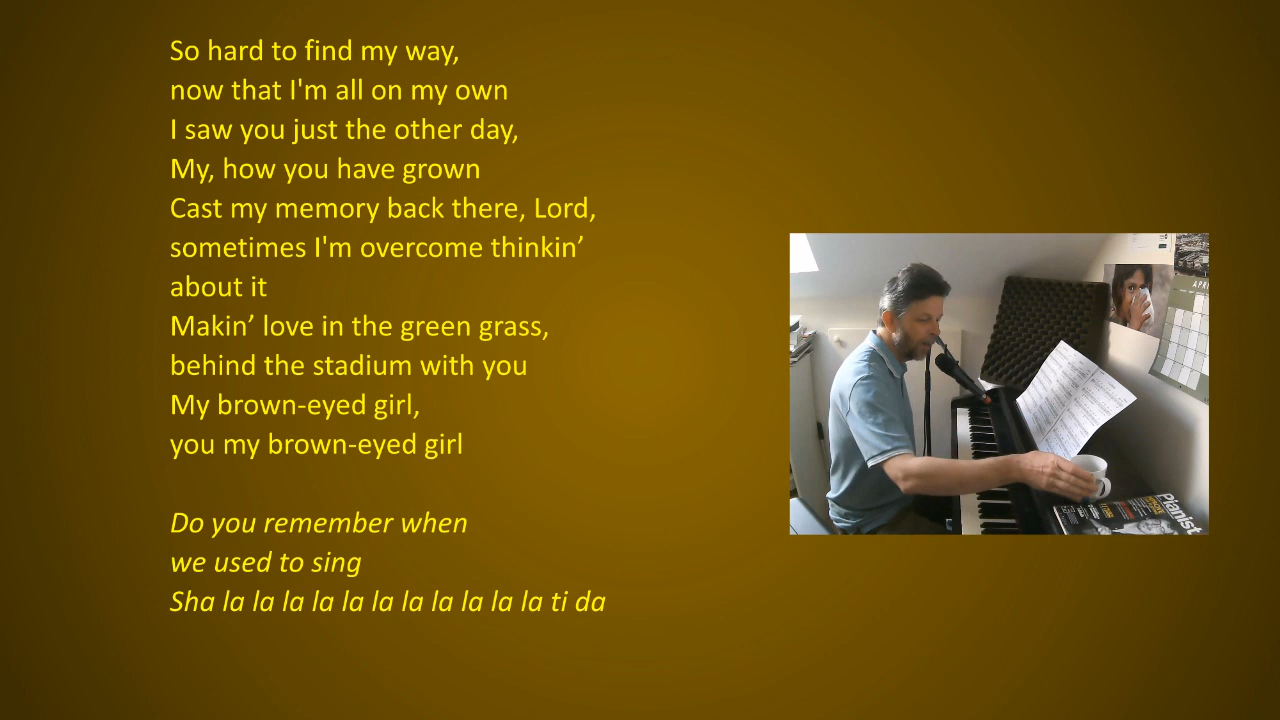 So hard to find my way,
now that I'm all on my own
I saw you just the other day,
My, how you have grown
Cast my memory back there, Lord,
sometimes I'm overcome thinkin’
about it
Makin’ love in the green grass,
behind the stadium with you
My brown-eyed girl,
you my brown-eyed girl
Do you remember when
we used to sing
Sha la la la la la la la la la la la ti da
APRI
Pianist